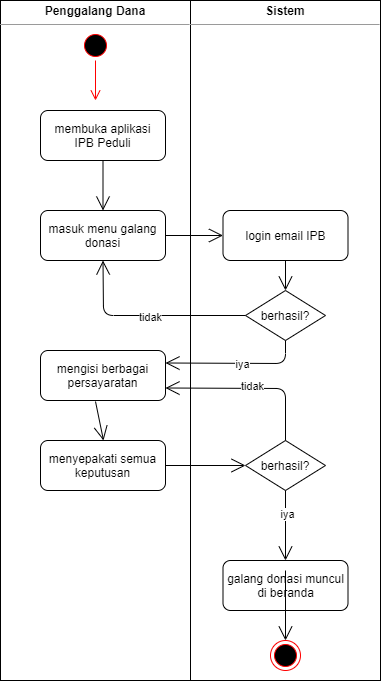 Penggalang Dana
Sistem
membuka aplikasi
IPB Peduli
masuk menu galang
donasi
login email IPB
berhasil?
tidak
iya
mengisi berbagai
persayaratan
tidak
menyepakati semua
keputusan
berhasil?
iya
galang donasi muncul
di beranda